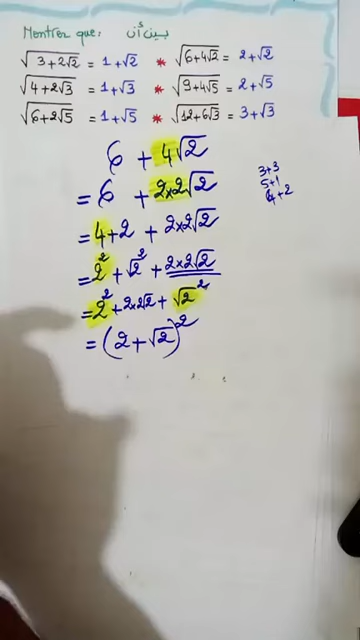 Montrer que: بين أن
√3+2√2 = 1+√2 * √6+4√2 = 2+√2
√4+2√3 = 1+√3 * √9+4√5 = 2+√5
√6+2√5 = 1+√5 * √12+6√3 = 3+√3
6 + 4√2
3+3
= 6 + 2×2√2
5+1
4+2
= 4+2 + 2×2√2
= 2² + √2² + 2×2√2
= 2² + 2×2√2 + √2²
= (2+√2)²